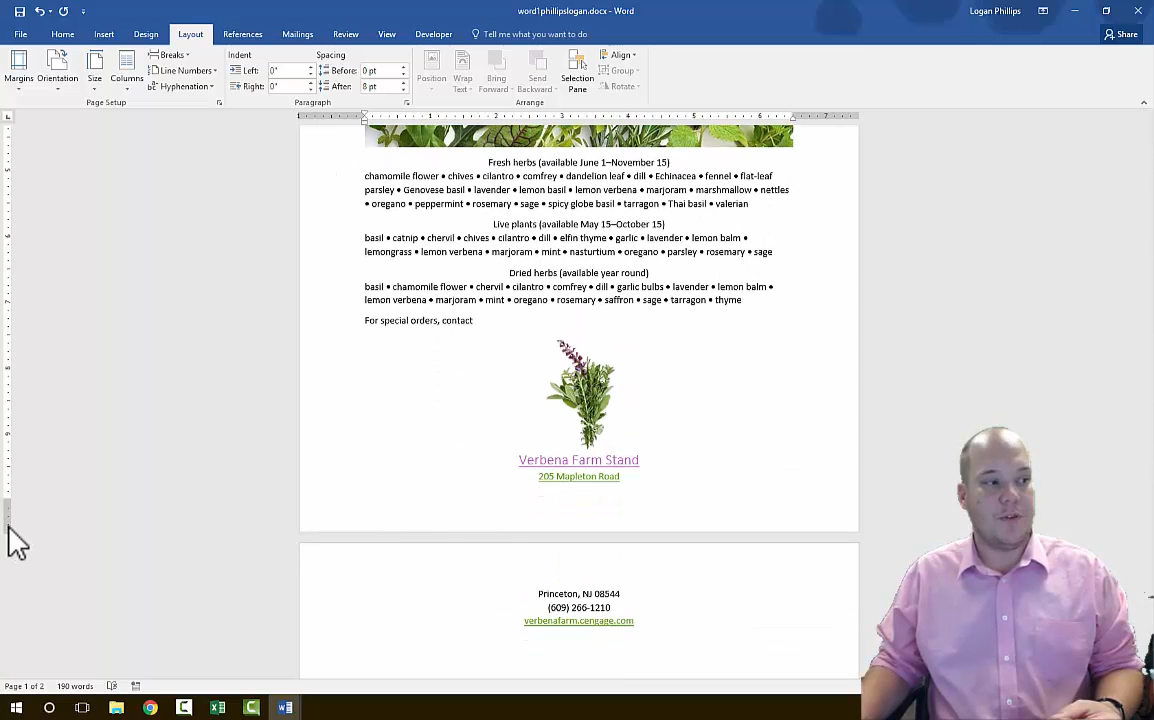 word1phillipslogan.docx - Word
Logan Phillips
File Home Insert Design Layout References Mailings Review View Developer Tell me what you want to do Share
Margins Orientation Size Columns
Breaks
Line Numbers
Hyphenation
Page Setup
Indent
Left: 0"
Right: 0"
Spacing
Before: 0 pt
After: 8 pt
Paragraph
Position
Wrap Text
Bring Forward
Send Backward
Selection Pane
Align
Group
Rotate
Arrange
1 2 3 4 5 6 7
Fresh herbs (available June 1–November 15)
chamomile flower • chives • cilantro • comfrey • dandelion leaf • dill • Echinacea • fennel • flat-leaf
parsley • Genovese basil • lavender • lemon basil • lemon verbena • marjoram • marshmallow • nettles
• oregano • peppermint • rosemary • sage • spicy globe basil • tarragon • Thai basil • valerian
Live plants (available May 15–October 15)
basil • catnip • chervil • chives • cilantro • dill • elfin thyme • garlic • lavender • lemon balm •
lemongrass • lemon verbena • marjoram • mint • nasturtium • oregano • parsley • rosemary • sage
Dried herbs (available year round)
basil • chamomile flower • chervil • cilantro • comfrey • dill • garlic bulbs • lavender • lemon balm •
lemon verbena • marjoram • mint • oregano • rosemary • saffron • sage • tarragon • thyme
For special orders, contact
Verbena Farm Stand
205 Mapleton Road
Princeton, NJ 08544
(609) 266-1210
verbenafarm.cengage.com
Page 1 of 2 190 words